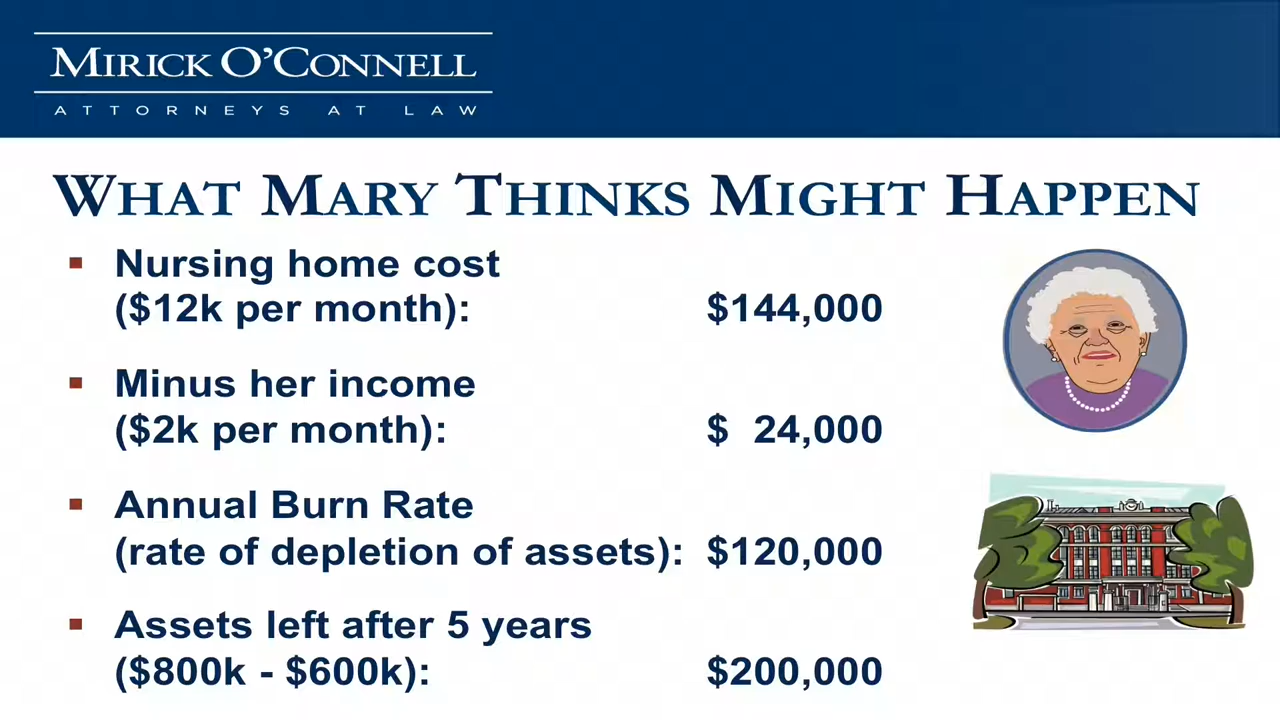 MIRICK O'CONNELL
ATTORNEYS AT LAW
WHAT MARY THINKS MIGHT HAPPEN
▪ Nursing home cost
($12k per month): $144,000
▪ Minus her income
($2k per month): $ 24,000
▪ Annual Burn Rate
(rate of depletion of assets): $120,000
▪ Assets left after 5 years
($800k - $600k): $200,000